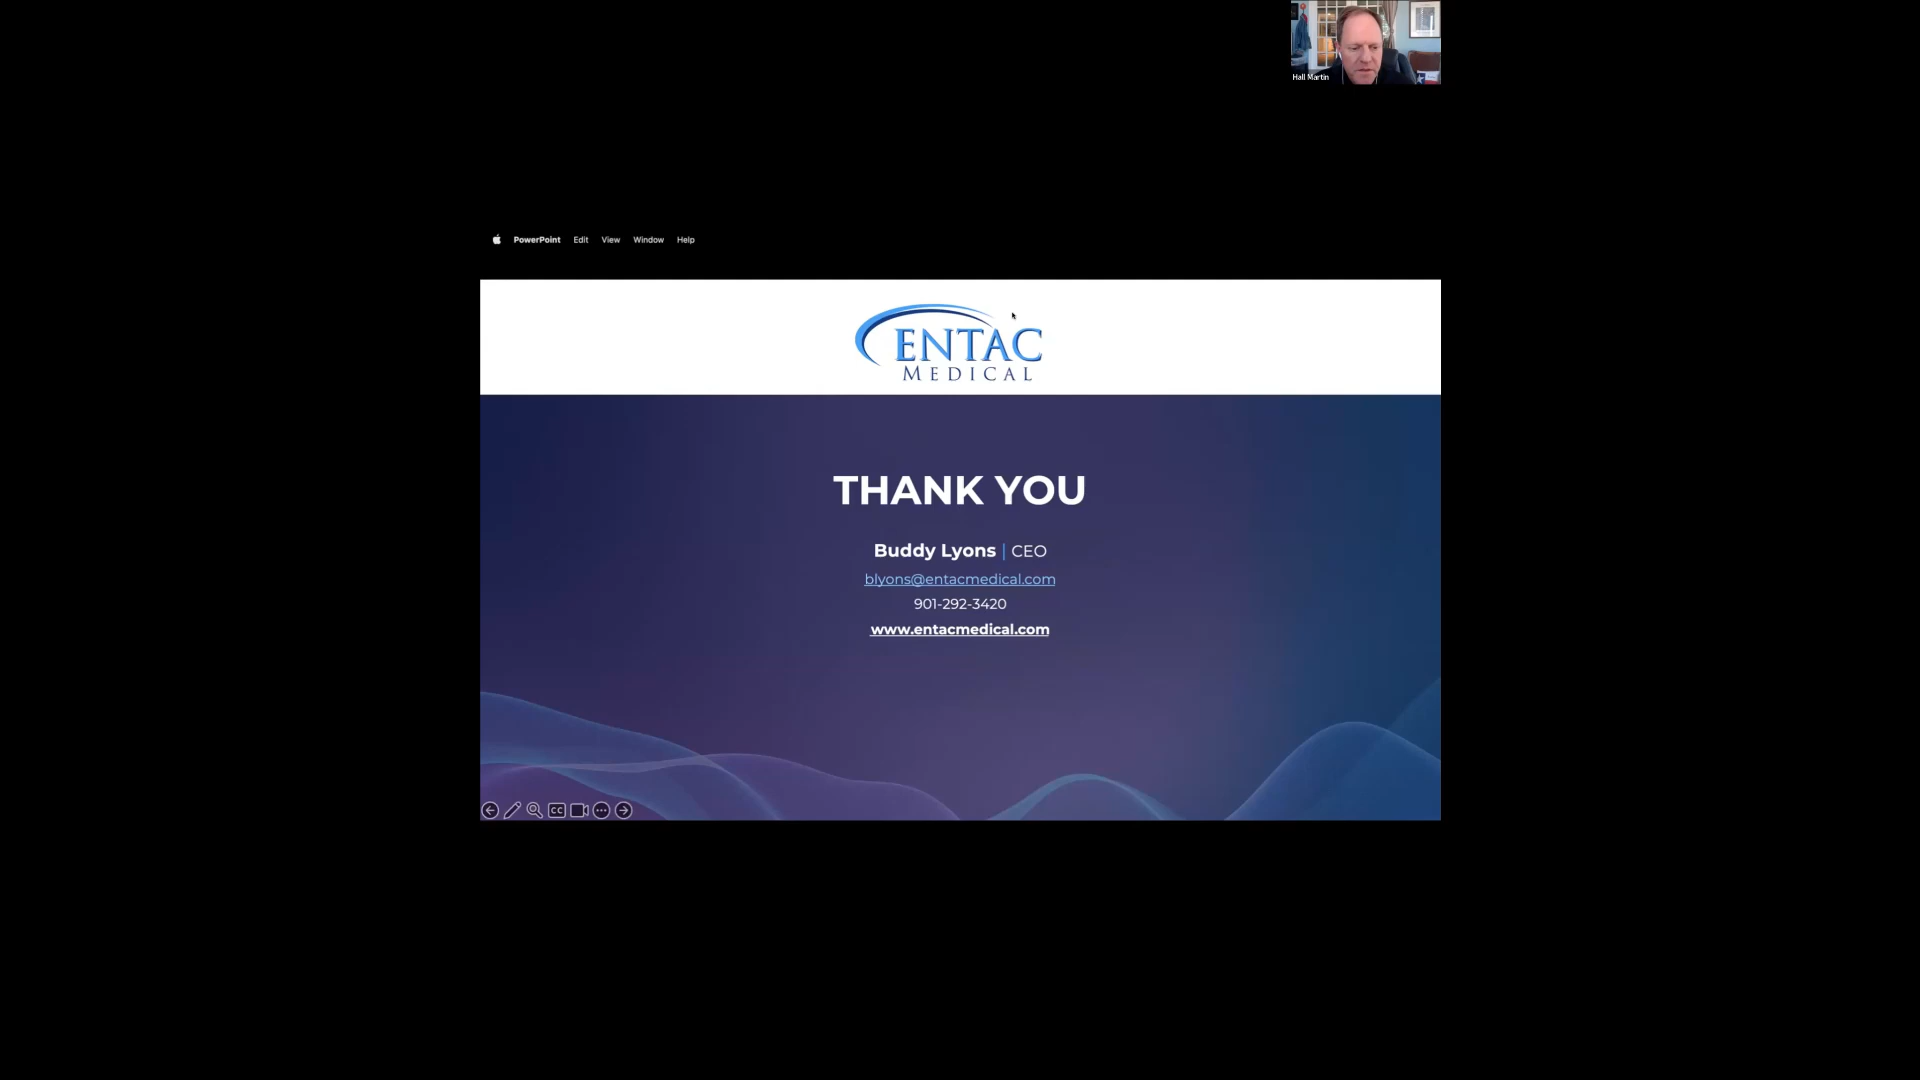 Hall Martin
PowerPoint Edit View Window Help
ENTAC
MEDICAL
THANK YOU
Buddy Lyons | CEO
blyons@entacmedical.com
901-292-3420
www.entacmedical.com
CC